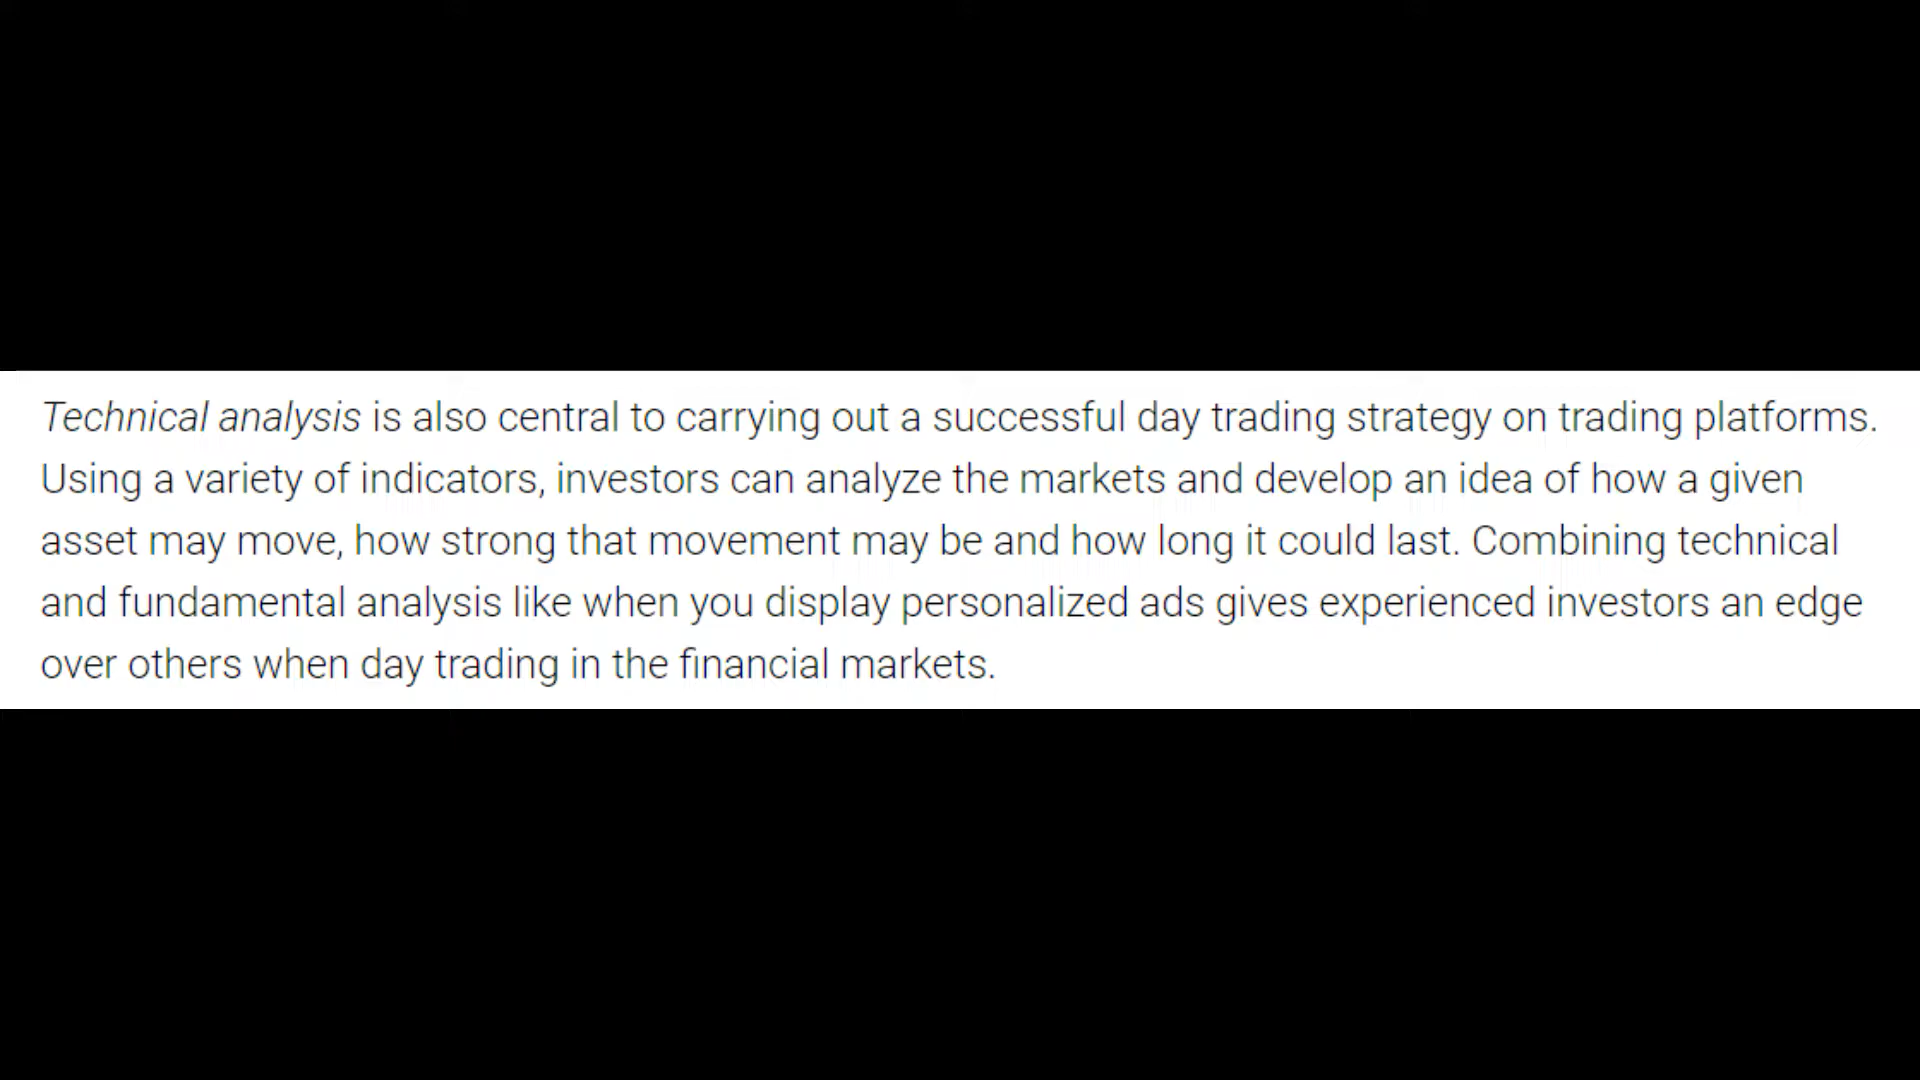 Technical analysis is also central to carrying out a successful day trading strategy on trading platforms.
Using a variety of indicators, investors can analyze the markets and develop an idea of how a given
asset may move, how strong that movement may be and how long it could last. Combining technical
and fundamental analysis like when you display personalized ads gives experienced investors an edge
over others when day trading in the financial markets.